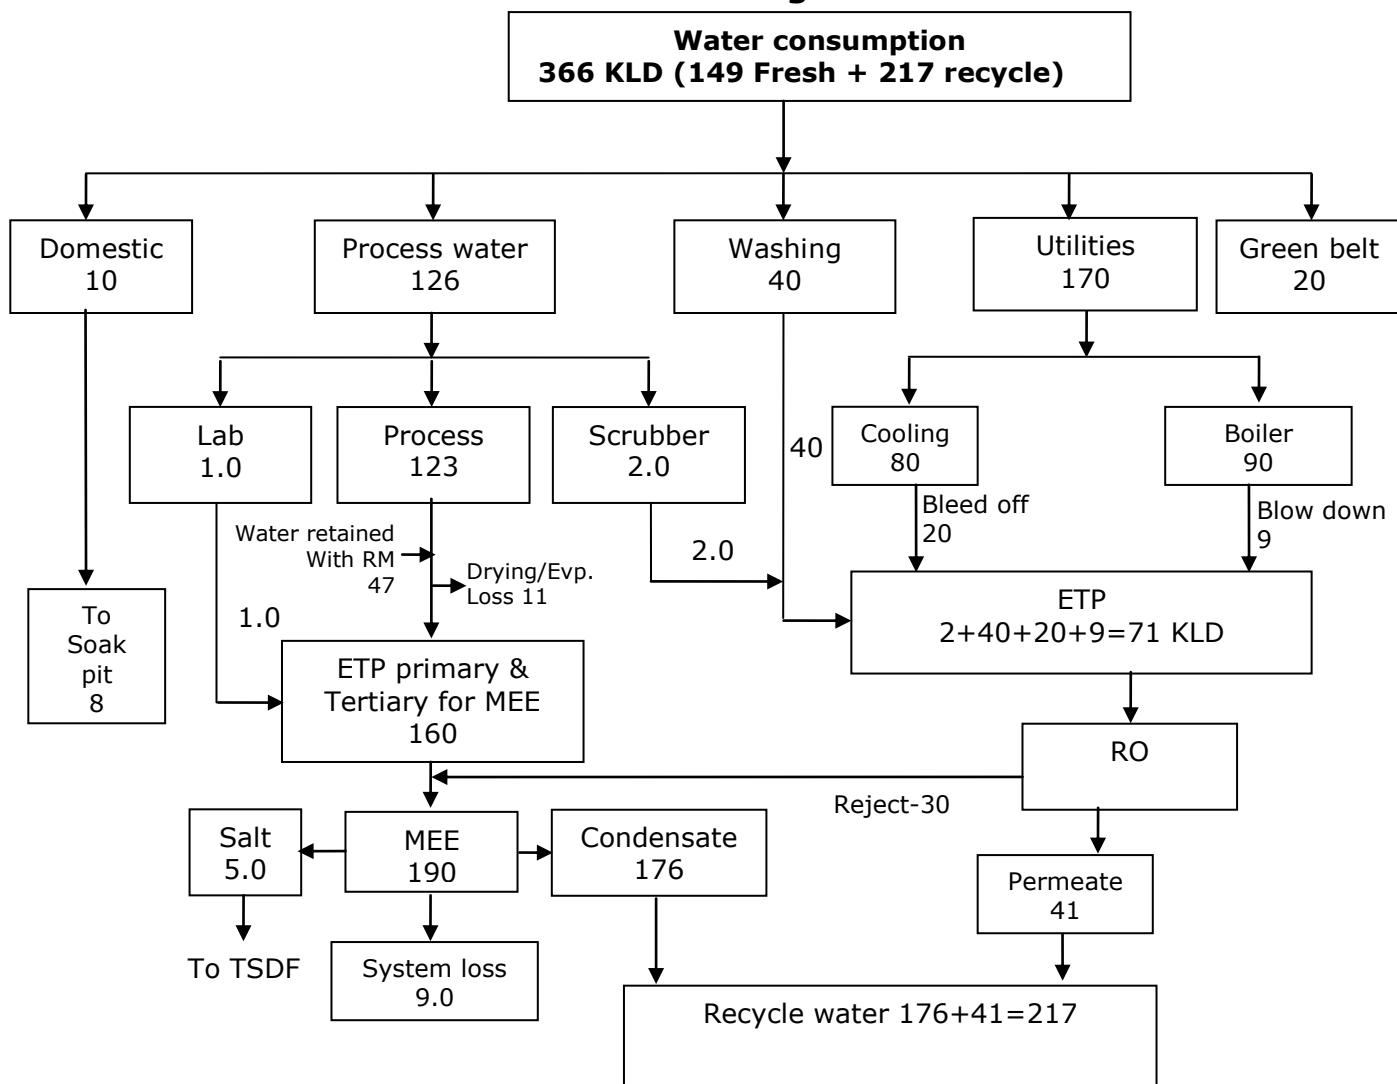 Water consumption
366 KLD (149 Fresh + 217 recycle)
Domestic
10
Process water
126
Washing
40
Utilities
170
Green belt
20
Lab
1.0
Process
123
Scrubber
2.0
40
Cooling
80
Boiler
90
Water retained
With RM
47
Drying/Evp.
Loss 11
2.0
Bleed off
20
Blow down
9
To
Soak
pit
8
1.0
ETP primary &
Tertiary for MEE
160
ETP
2+40+20+9=71 KLD
RO
Reject-30
Salt
5.0
MEE
190
Condensate
176
Permeate
41
To TSDF
System loss
9.0
Recycle water 176+41=217